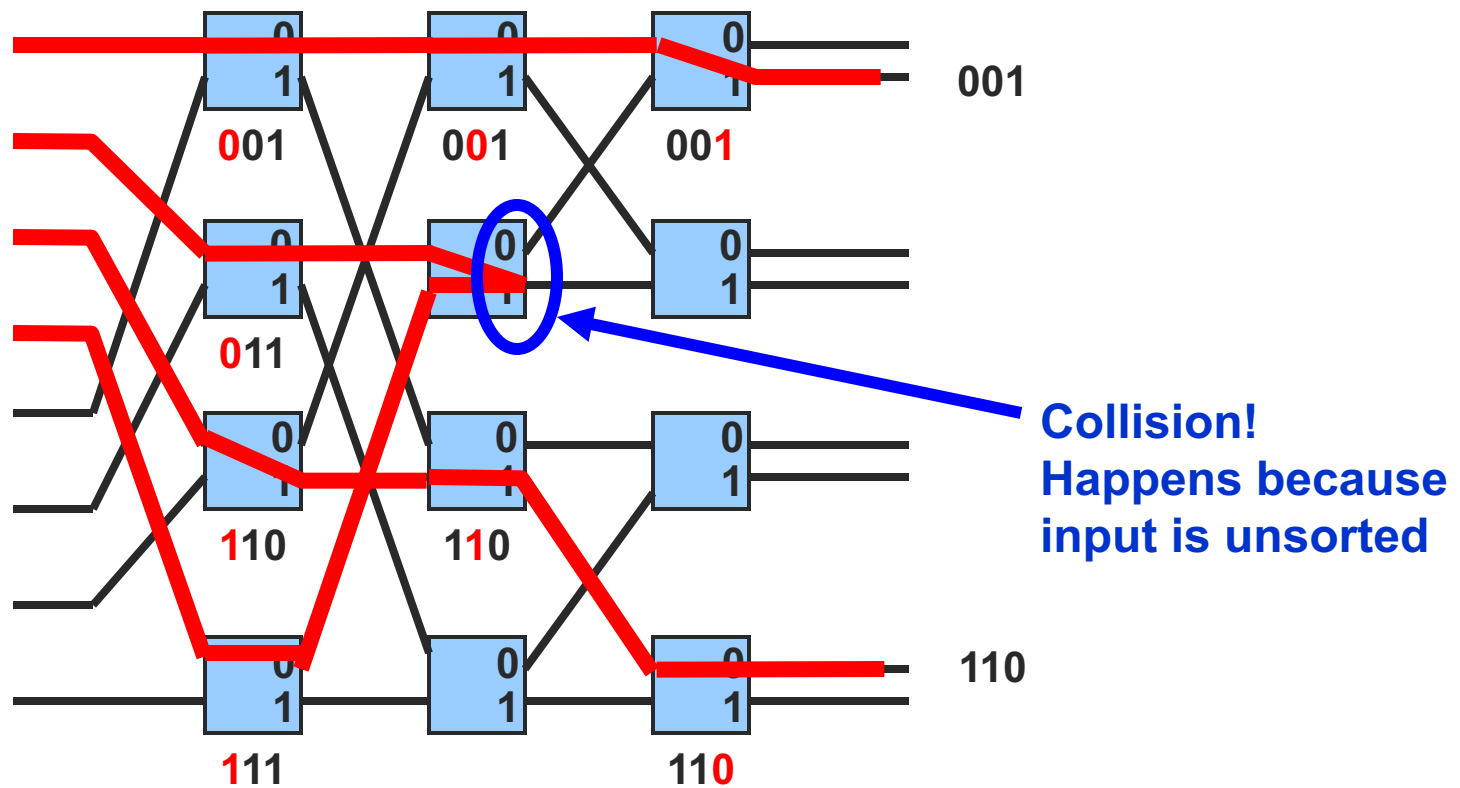 0 0 0
1 1 1 001
001 001 001
0 0 0
1 1 1
011
Collision!
Happens because
input is unsorted
0 0 0
1 1 1
110 110
0 0 0 110
1 1 1
111 110